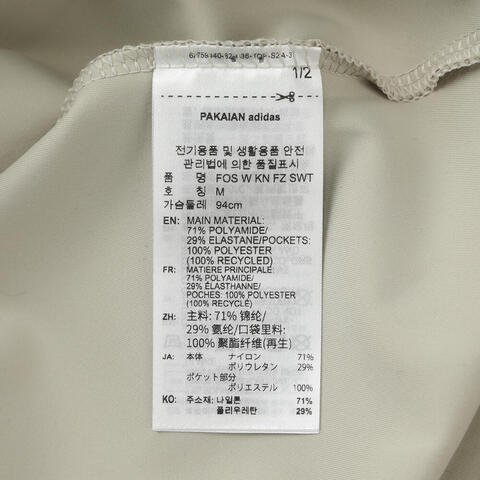 1/2
PAKAIAN adidas
전기용품 및 생활용품 안전
관리법에 의한 품질표시
품 명 FOS W KN FZ SWT
호 칭 M
가슴둘레 94cm
EN: MAIN MATERIAL:
71% POLYAMIDE/
29% ELASTANE/POCKETS:
100% POLYESTER
(100% RECYCLED)
FR: MATIERE PRINCIPALE:
71% POLYAMIDE/
29% ÉLASTHANNE/
POCHES: 100% POLYESTER
(100% RECYCLÉ)
ZH: 主料: 71% 锦纶/
29% 氨纶/口袋里料:
100% 聚酯纤维(再生)
JA: 本体 ナイロン 71%
ポリウレタン 29%
ポケット部分
ポリエステル 100%
KO: 주소재: 나일론 71%
폴리우레탄 29%